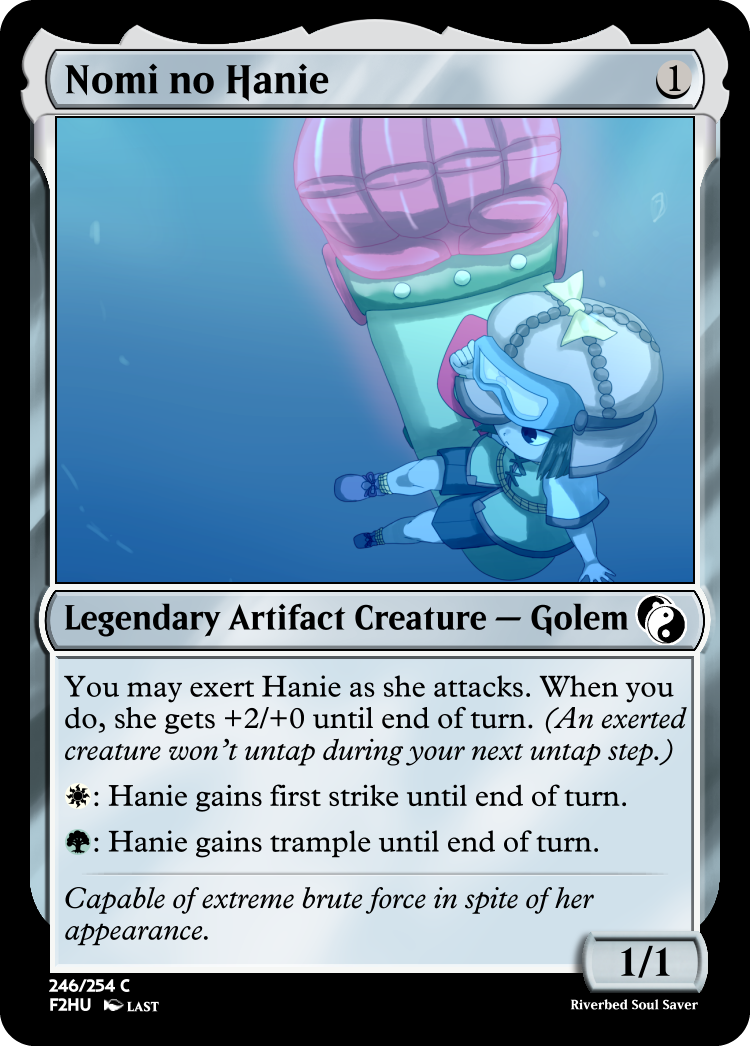 Nomi no Hanie
1
Legendary Artifact Creature — Golem
You may exert Hanie as she attacks. When you
do, she gets +2/+0 until end of turn. (An exerted
creature won't untap during your next untap step.)
: Hanie gains first strike until end of turn.
: Hanie gains trample until end of turn.
Capable of extreme brute force in spite of her
appearance.
1/1
246/254 C
F2HU LAST
Riverbed Soul Saver